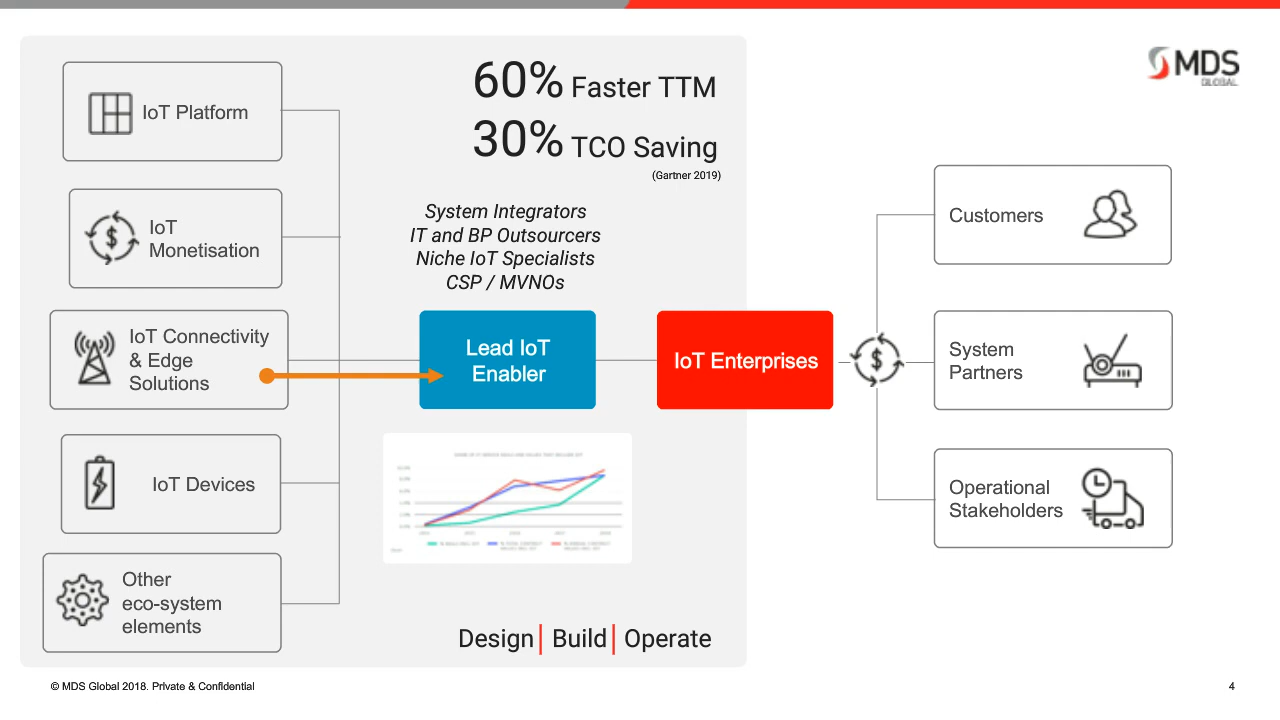 MDS
GLOBAL
60% Faster TTM
30% TCO Saving
(Gartner 2019)
IoT Platform
IoT
Monetisation
IoT Connectivity
& Edge
Solutions
IoT Devices
Other
eco-system
elements
System Integrators
IT and BP Outsourcers
Niche IoT Specialists
CSP / MVNOs
Lead IoT
Enabler
IoT Enterprises
Customers
System
Partners
Operational
Stakeholders
Design | Build | Operate
© MDS Global 2018. Private & Confidential
4